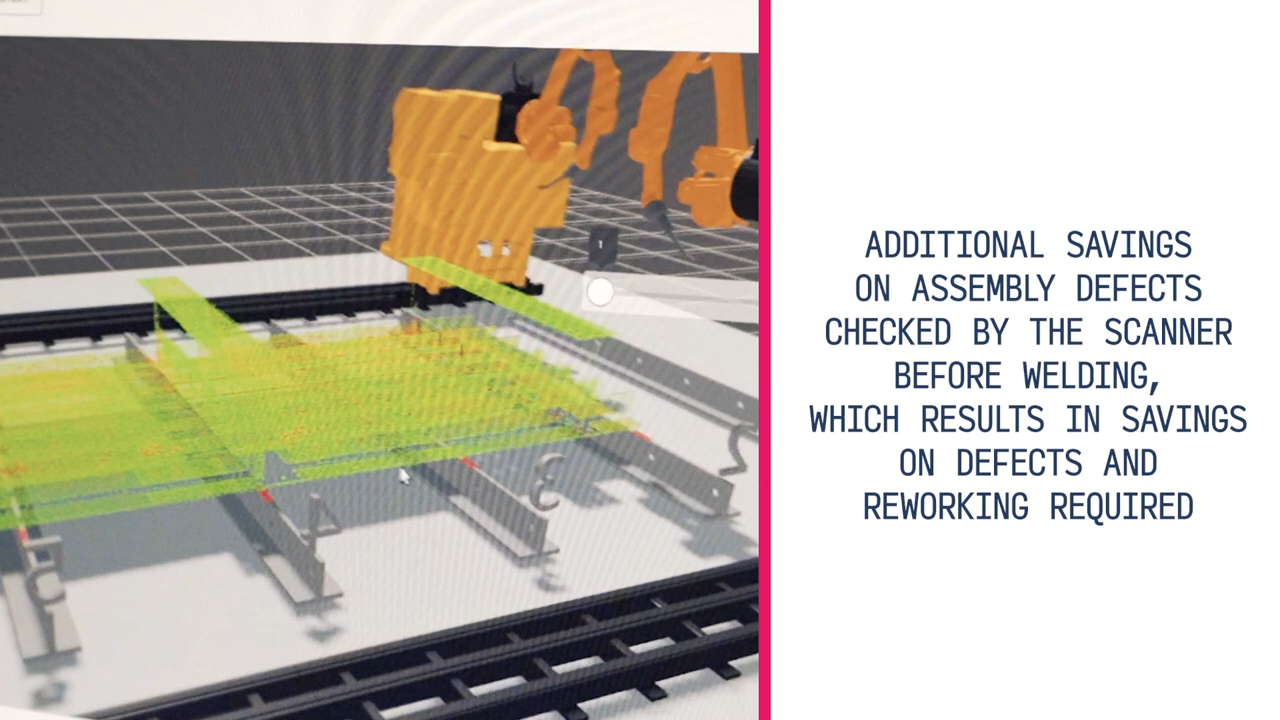 ADDITIONAL SAVINGS
ON ASSEMBLY DEFECTS
CHECKED BY THE SCANNER
BEFORE WELDING,
WHICH RESULTS IN SAVINGS
ON DEFECTS AND
REWORKING REQUIRED